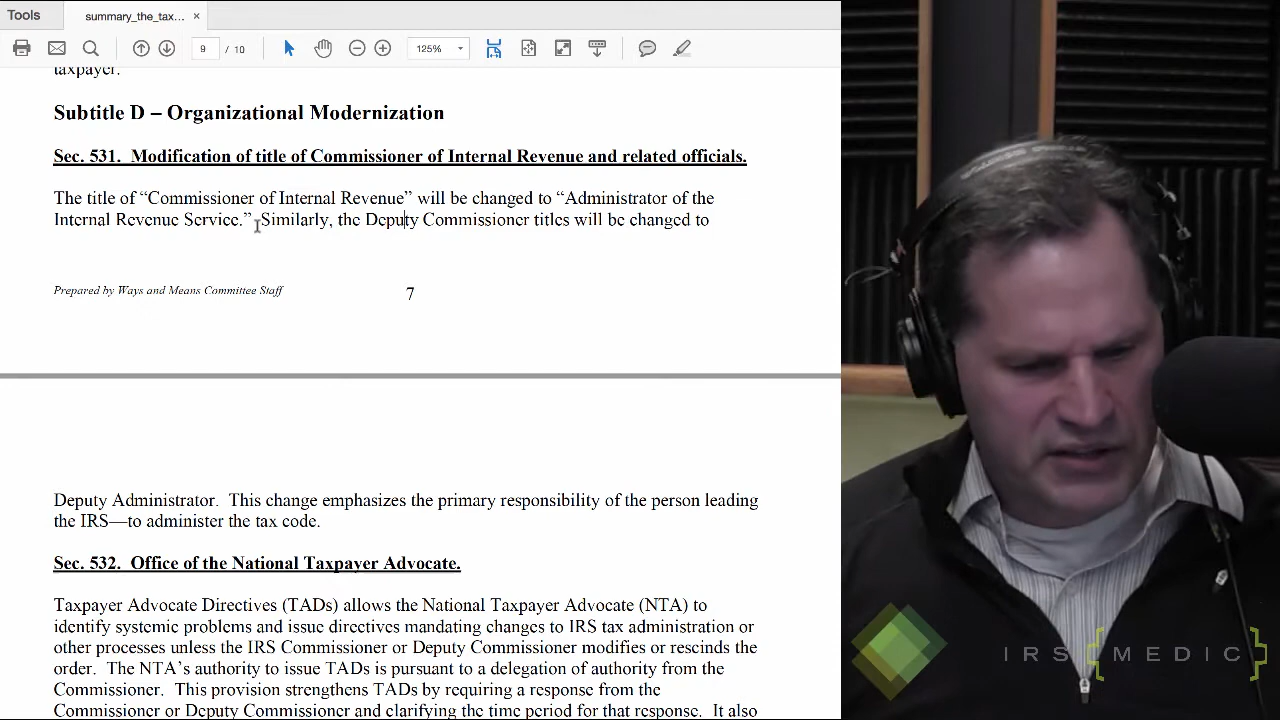 Tools
summary_the_tax... ×
9 / 10
125%
taxpayer.
Subtitle D – Organizational Modernization
Sec. 531.  Modification of title of Commissioner of Internal Revenue and related officials.
The title of “Commissioner of Internal Revenue” will be changed to “Administrator of the
Internal Revenue Service.”  Similarly, the Deputy Commissioner titles will be changed to
Prepared by Ways and Means Committee Staff
7
Deputy Administrator.  This change emphasizes the primary responsibility of the person leading
the IRS—to administer the tax code.
Sec. 532.  Office of the National Taxpayer Advocate.
Taxpayer Advocate Directives (TADs) allows the National Taxpayer Advocate (NTA) to
identify systemic problems and issue directives mandating changes to IRS tax administration or
other processes unless the IRS Commissioner or Deputy Commissioner modifies or rescinds the
order.  The NTA’s authority to issue TADs is pursuant to a delegation of authority from the
Commissioner.  This provision strengthens TADs by requiring a response from the
Commissioner or Deputy Commissioner and clarifying the time period for that response.  It also
IRS{MEDIC}